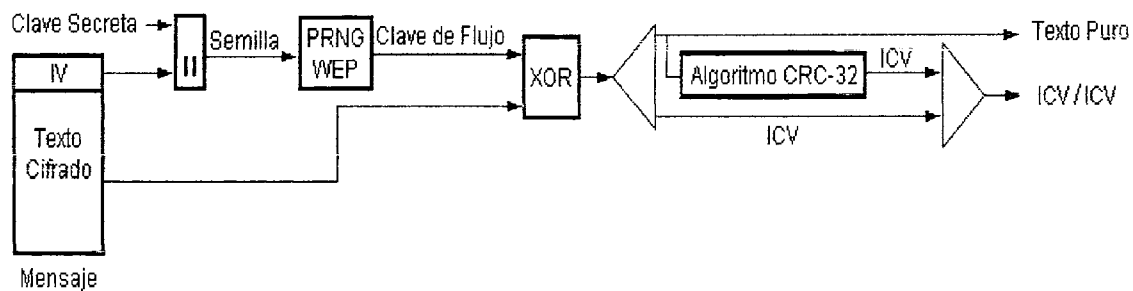 Clave Secreta
IV
Texto
Cifrado
Mensaje
II
Semilla
PRNG
WEP
Clave de Flujo
XOR
Texto Puro
Algoritmo CRC-32
ICV
ICV
ICV / ICV